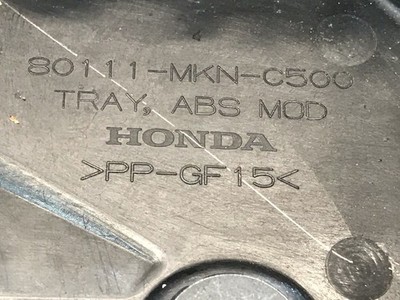 80111-MKN-C500
TRAY, ABS MOD
HONDA
>PP-GF15<